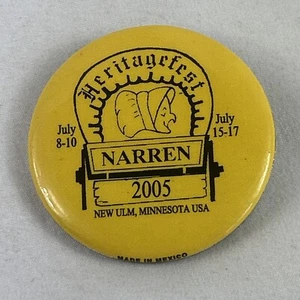 Heritagefest
July
8-10
July
15-17
NARREN
2005
NEW ULM, MINNESOTA USA
MADE IN MEXICO